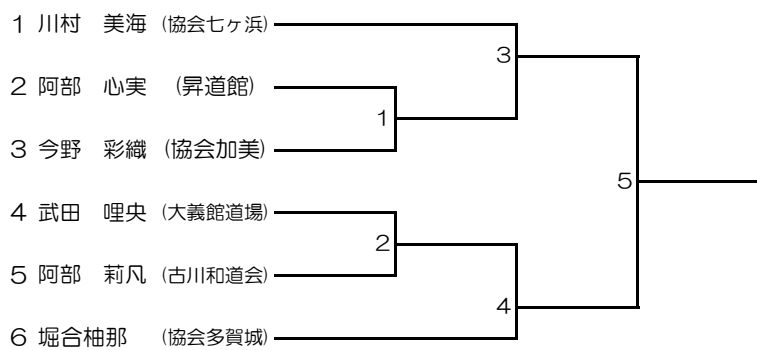 1 川村　美海 (協会七ヶ浜)
3
2 阿部　心実　(昇道館)
1
3 今野　彩織 (協会加美)
5
4 武田　哩央 (大義館道場)
2
5 阿部　莉凡 (古川和道会)
4
6 堀合柚那　(協会多賀城)